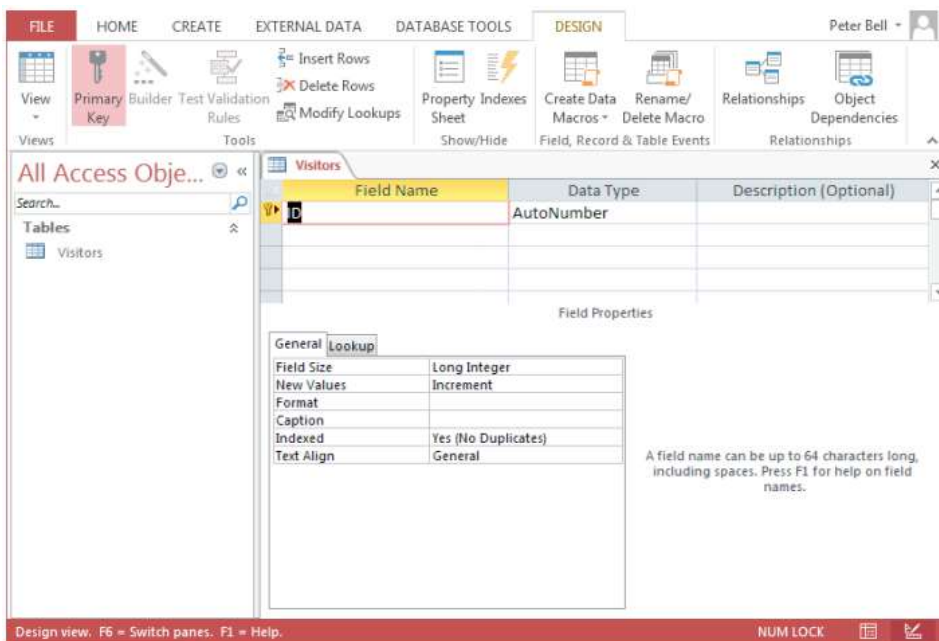 FILE HOME CREATE EXTERNAL DATA DATABASE TOOLS DESIGN Peter Bell
View
Primary Key
Builder
Test Validation Rules
Insert Rows
Delete Rows
Modify Lookups
Property Sheet
Indexes
Create Data Macros
Rename/ Delete Macro
Relationships
Object Dependencies
Views Tools Show/Hide Field, Record & Table Events Relationships
All Access Obje...
Search...
Tables
Visitors
Visitors
Field Name Data Type Description (Optional)
ID AutoNumber
Field Properties
General Lookup
Field Size Long Integer
New Values Increment
Format
Caption
Indexed Yes (No Duplicates)
Text Align General
A field name can be up to 64 characters long,
including spaces. Press F1 for help on field
names.
Design view. F6 = Switch panes. F1 = Help. NUM LOCK